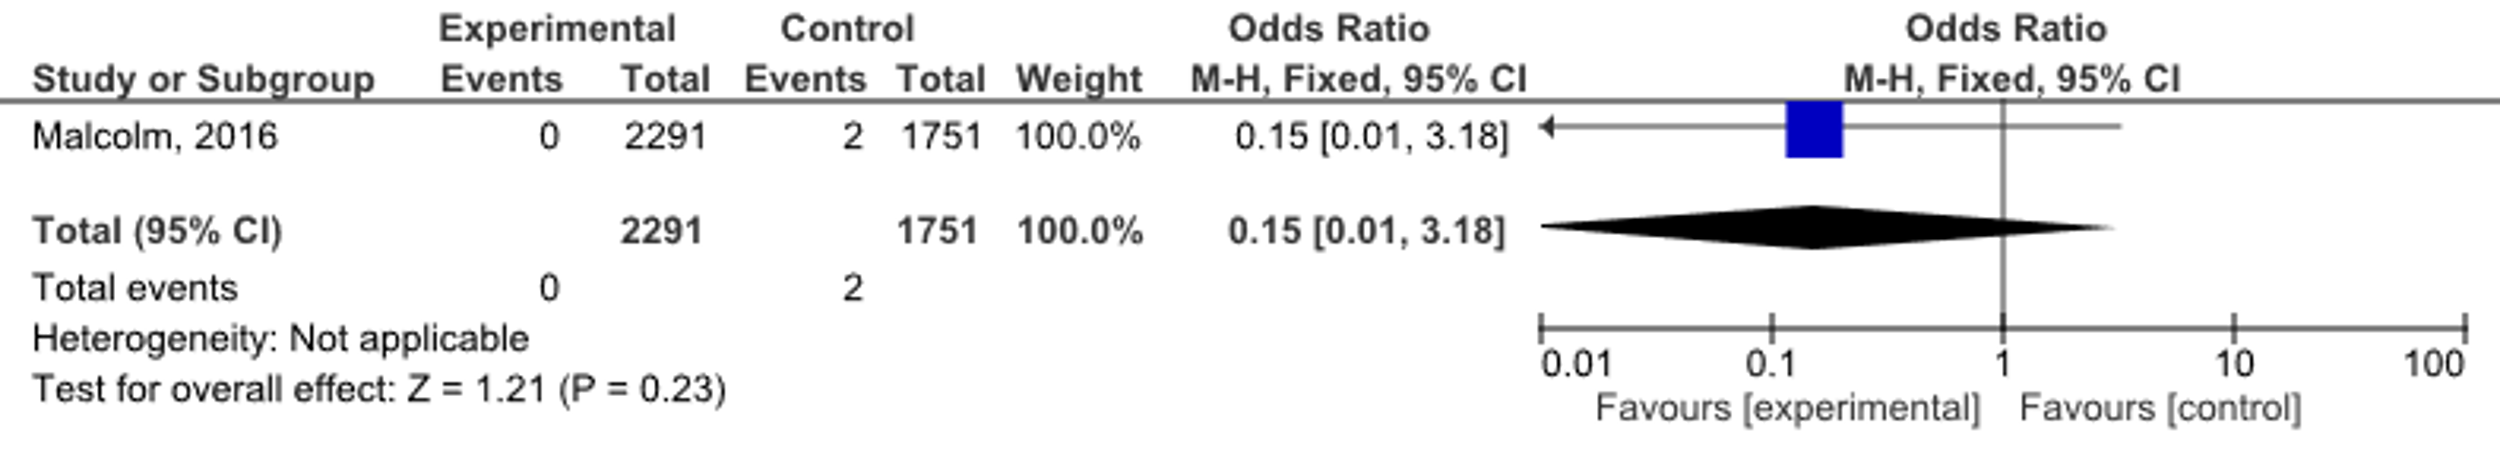 Experimental Control Odds Ratio Odds Ratio
Study or Subgroup Events Total Events Total Weight M-H, Fixed, 95% CI M-H, Fixed, 95% CI
Malcolm, 2016 0 2291 2 1751 100.0% 0.15 [0.01, 3.18]
Total (95% CI) 2291 1751 100.0% 0.15 [0.01, 3.18]
Total events 0 2
Heterogeneity: Not applicable
Test for overall effect: Z = 1.21 (P = 0.23)
0.01 0.1 1 10 100
Favours [experimental] Favours [control]